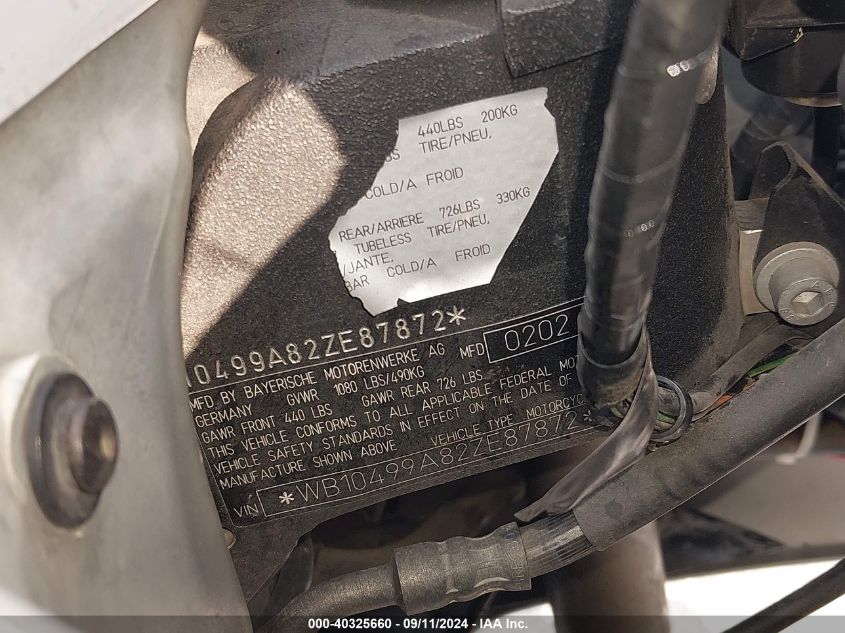 440LBS 200KG
TIRE/PNEU,
COLD/A FROID
REAR/ARRIERE 726LBS 330KG
TUBELESS TIRE/PNEU,
/JANTE,
BAR COLD/A FROID
10499A82ZE87872*
MFD. BY BAYERISCHE MOTORENWERKE AG MFD 0202
GERMANY GVWR 1080 LBS/490KG
GAWR FRONT 440 LBS GAWR REAR 726 LBS
THIS VEHICLE CONFORMS TO ALL APPLICABLE FEDERAL MOT
VEHICLE SAFETY STANDARDS IN EFFECT ON THE DATE OF
MANUFACTURE SHOWN ABOVE VEHICLE TYPE MOTORCYC
VIN *WB10499A82ZE87872*
000-40325660 - 09/11/2024 - IAA Inc.